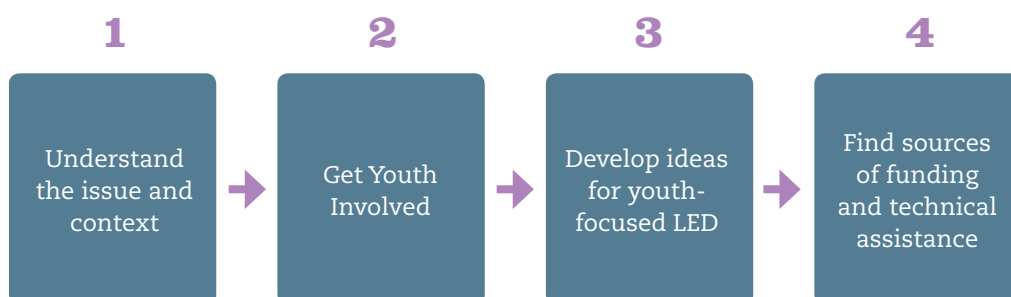 1
2
3
4
Understand
the issue and
context
Get Youth
Involved
Develop ideas
for youth-
focused LED
Find sources
of funding
and technical
assistance